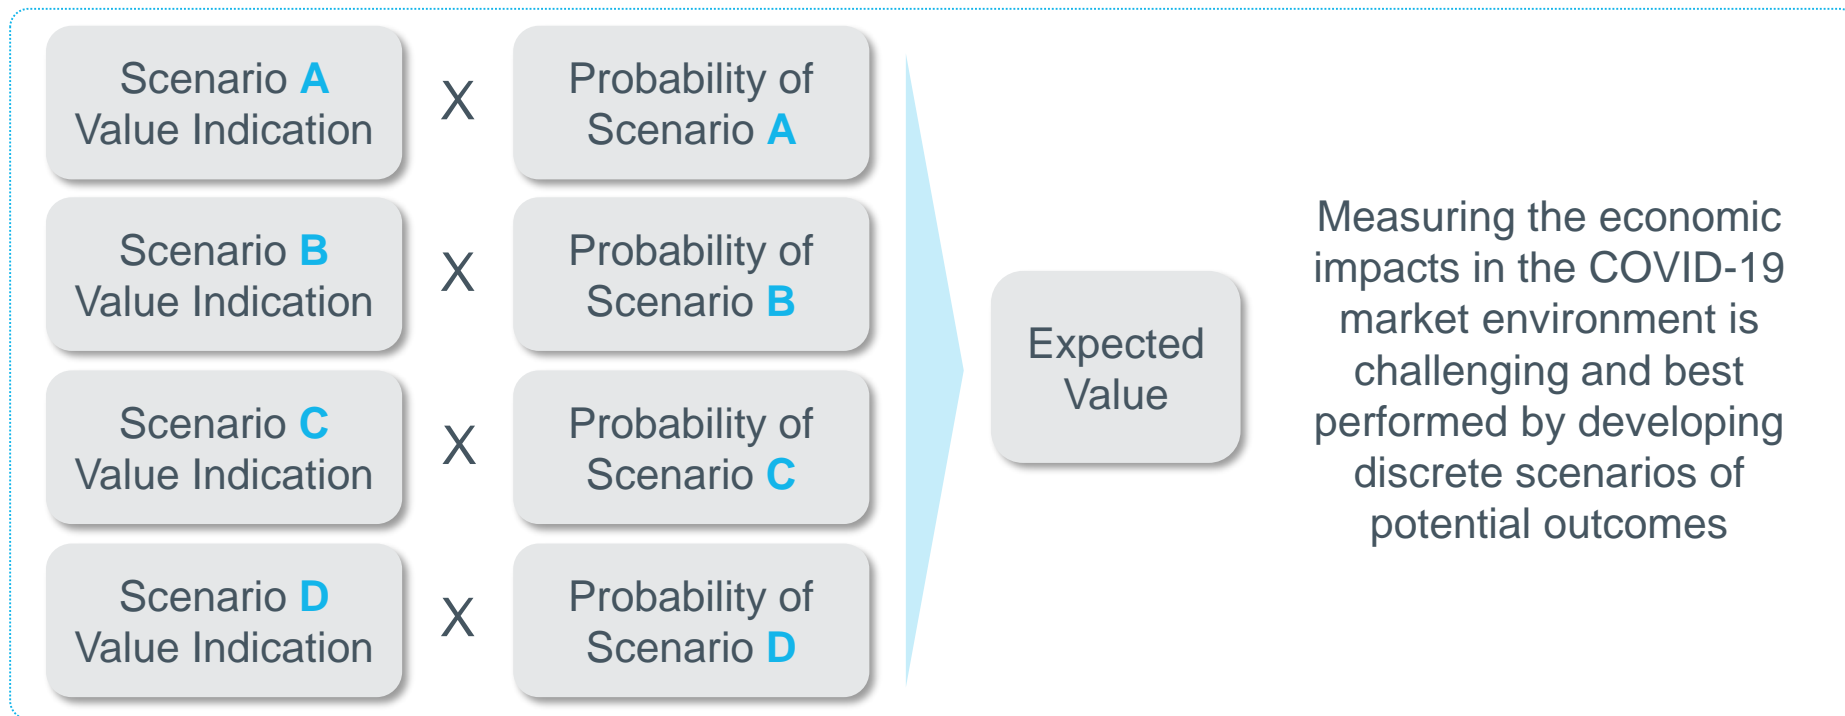 Scenario A
Value Indication
X
Probability of
Scenario A
Scenario B
Value Indication
X
Probability of
Scenario B
Scenario C
Value Indication
X
Probability of
Scenario C
Scenario D
Value Indication
X
Probability of
Scenario D
Expected
Value
Measuring the economic
impacts in the COVID-19
market environment is
challenging and best
performed by developing
discrete scenarios of
potential outcomes